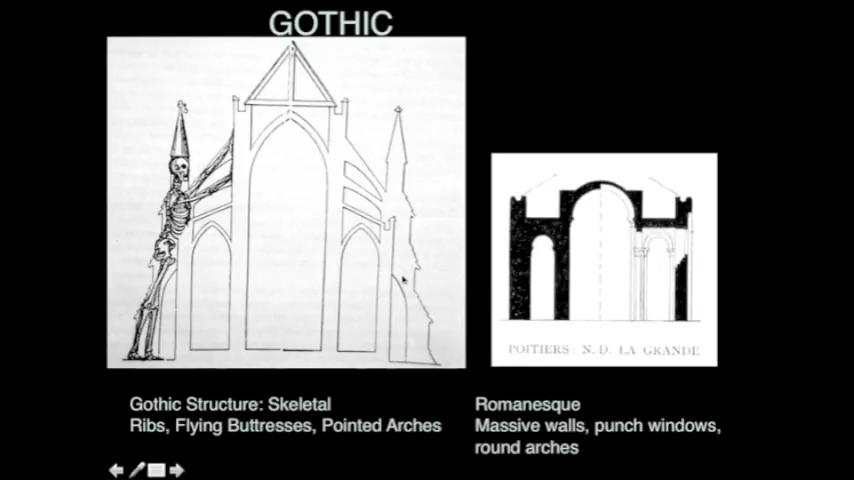 GOTHIC
POITIERS: N.-D. LA GRANDE
Gothic Structure: Skeletal
Ribs, Flying Buttresses, Pointed Arches
Romanesque
Massive walls, punch windows,
round arches